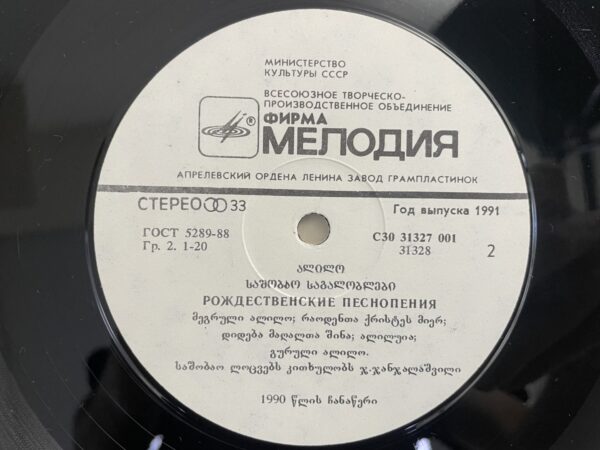 МИНИСТЕРСТВО
КУЛЬТУРЫ СССР
ВСЕСОЮЗНОЕ ТВОРЧЕСКО-
ПРОИЗВОДСТВЕННОЕ ОБЪЕДИНЕНИЕ
® ФИРМА
МЕЛОДИЯ
АПРЕЛЕВСКИЙ ОРДЕНА ЛЕНИНА ЗАВОД ГРАМПЛАСТИНОК
СТЕРЕО 33 Год выпуска 1991
ГОСТ 5289-88 С30 31327 001
Гр. 2. 1-20 31328 2
ალილო
საშობაო საგალობლები
РОЖДЕСТВЕНСКИЕ ПЕСНОПЕНИЯ
მეგრული ალილო; რაოდენთა ქრისტეს მიერ;
დიდება მაღალთა შინა; ალილუია;
გურული ალილო.
საშობაო ლოცვებს კითხულობს ჯ.ჯანჯალაშვილი
1990 წლის ჩანაწერი